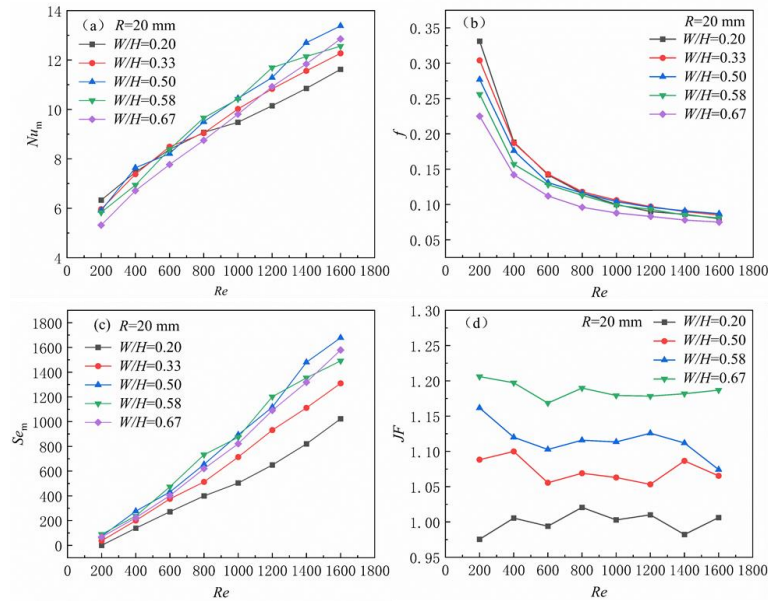 (a) R=20 mm
W/H=0.20
W/H=0.33
W/H=0.50
W/H=0.58
W/H=0.67
14
12
10
8
6
4
Num
0 200 400 600 800 1000 1200 1400 1600 1800
Re
(b) R=20 mm
W/H=0.20
W/H=0.33
W/H=0.50
W/H=0.58
W/H=0.67
0.35
0.30
0.25
0.20
0.15
0.10
0.05
f
0 200 400 600 800 1000 1200 1400 1600 1800
Re
(c) R=20 mm
W/H=0.20
W/H=0.33
W/H=0.50
W/H=0.58
W/H=0.67
1800
1600
1400
1200
1000
800
600
400
200
0
Sem
0 200 400 600 800 1000 1200 1400 1600 1800
Re
(d) R=20 mm
W/H=0.20
W/H=0.50
W/H=0.58
W/H=0.67
1.30
1.25
1.20
1.15
1.10
1.05
1.00
0.95
JF
0 200 400 600 800 1000 1200 1400 1600 1800
Re